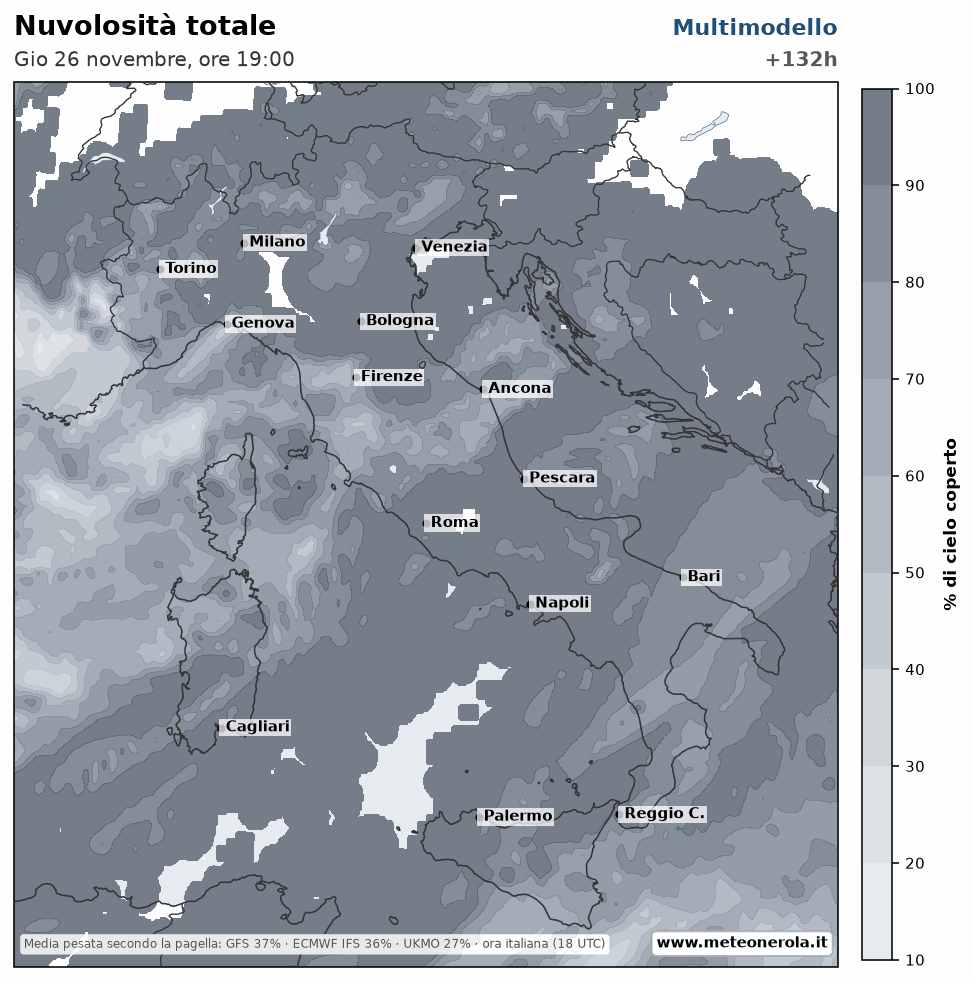 Nuvolosità totale
Multimodello
Gio 26 novembre, ore 19:00
+132h
100
90
80
70
60
50
40
30
20
10
% di cielo coperto
Milano
Venezia
Torino
Genova
Bologna
Firenze
Ancona
Pescara
Roma
Bari
Napoli
Cagliari
Palermo
Reggio C.
Media pesata secondo la pagella: GFS 37% · ECMWF IFS 36% · UKMO 27% · ora italiana (18 UTC)
www.meteonerola.it